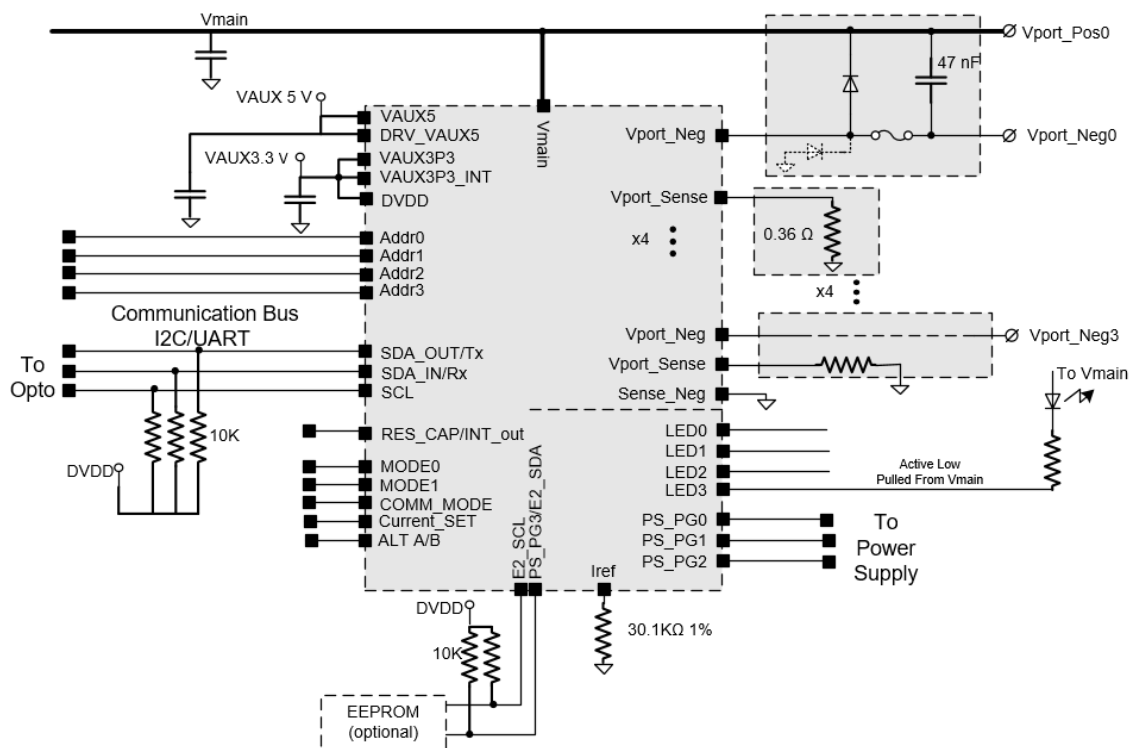 Vmain
Vport_Pos0
47 nF
VAUX 5 V
VAUX5
DRV_VAUX5
Vmain
Vport_Neg
Vport_Neg0
VAUX3.3 V
VAUX3P3
VAUX3P3_INT
DVDD
Vport_Sense
0.36 Ω
x4
x4
Addr0
Addr1
Addr2
Addr3
Communication Bus
I2C/UART
Vport_Neg
Vport_Neg3
To
Opto
SDA_OUT/Tx
SDA_IN/Rx
SCL
Vport_Sense
Sense_Neg
To Vmain
10K
DVDD
RES_CAP/INT_out
MODE0
MODE1
COMM_MODE
Current_SET
ALT A/B
E2_SCL
PS_PG3/E2_SDA
LED0
LED1
LED2
LED3
Active Low
Pulled From Vmain
PS_PG0
PS_PG1
PS_PG2
To
Power
Supply
Iref
30.1KΩ 1%
DVDD
10K
EEPROM
(optional)